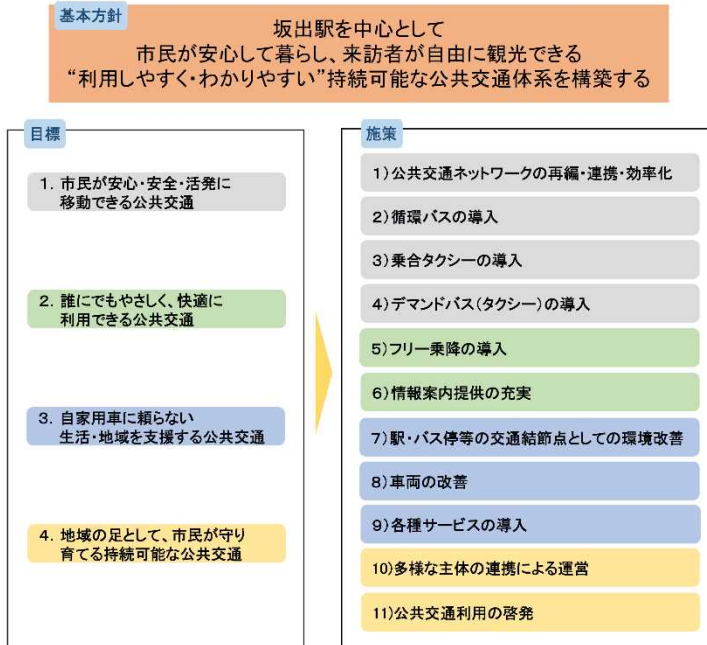 基本方針
坂出駅を中心として
市民が安心して暮らし、来訪者が自由に観光できる
“利用しやすく・わかりやすい”持続可能な公共交通体系を構築する
目標
1. 市民が安心・安全・活発に
移動できる公共交通
2. 誰にでもやさしく、快適に
利用できる公共交通
3. 自家用車に頼らない
生活・地域を支援する公共交通
4. 地域の足として、市民が守り
育てる持続可能な公共交通
施策
1)公共交通ネットワークの再編・連携・効率化
2)循環バスの導入
3)乗合タクシーの導入
4)デマンドバス(タクシー)の導入
5)フリー乗降の導入
6)情報案内提供の充実
7)駅・バス停等の交通結節点としての環境改善
8)車両の改善
9)各種サービスの導入
10)多様な主体の連携による運営
11)公共交通利用の啓発